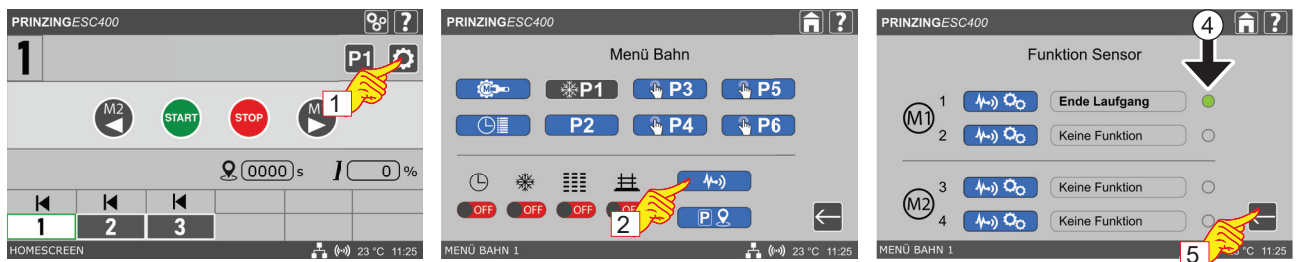 PRINZINGESC400
?
1
P1
1
M2
START
STOP
M
0000 s
0 %
1 2 3
HOMESCREEN
23 °C 11:25
PRINZINGESC400
?
Menü Bahn
M P1 P3 P5
P2 P4 P6
OFF OFF OFF OFF
2
P
MENÜ BAHN 1
23 °C 11:25
PRINZINGESC400
4
?
Funktion Sensor
M1
1 Ende Laufgang
2 Keine Funktion
M2
3 Keine Funktion
4 Keine Funktion
5
MENÜ BAHN 1
°C 11:25